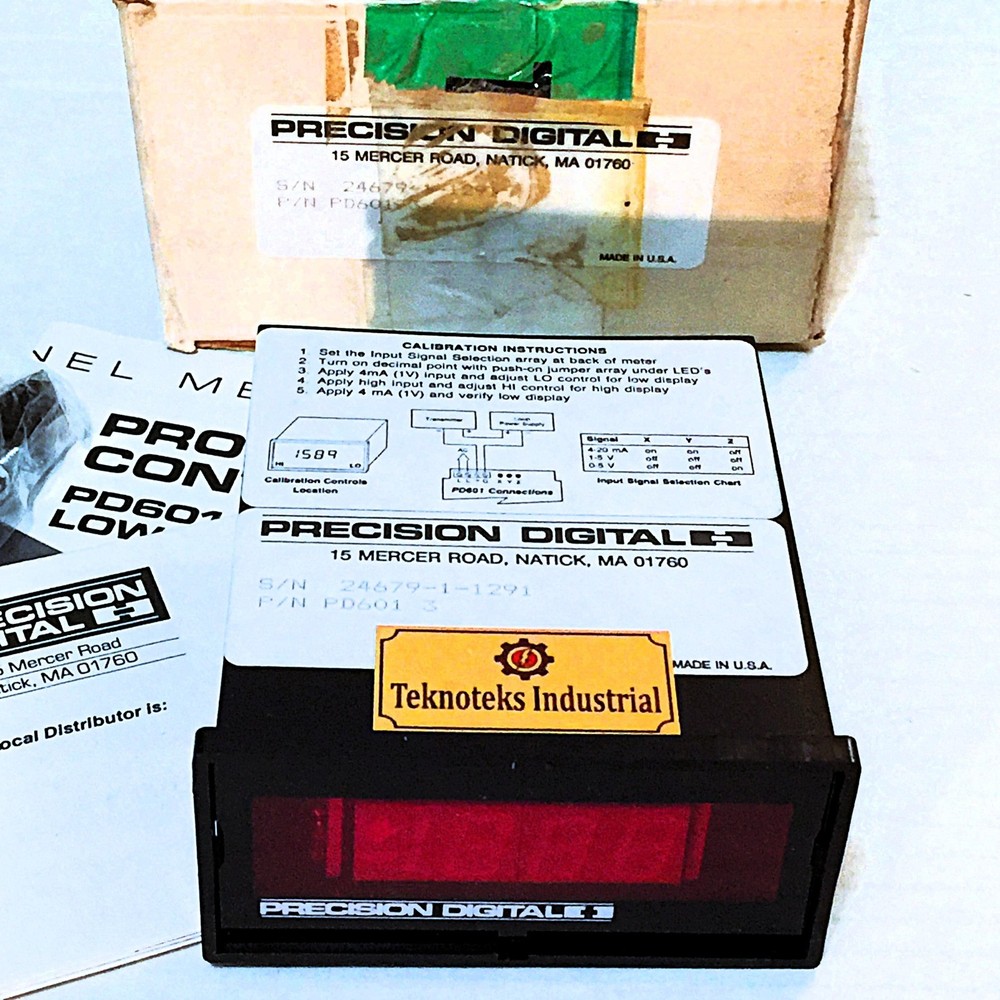 PRECISION DIGITAL
15 MERCER ROAD, NATICK, MA 01760
S/N 24679-1-1291
P/N PD601
MADE IN U.S.A.
CALIBRATION INSTRUCTIONS
1. Set the Input Signal Selection array at back of meter
2 Turn on decimal point with push-on jumper array under LED's
3. Apply 4mA (1V) input and adjust LO control for low display
4 Apply high input and adjust HI control for high display
5. Apply 4 mA (1V) and verify low display
Transmitter
Power Supply
1589
HI LO
Calibration Controls
Location
AC
PD601 Connections
Signal X Y Z
4-20 mA on on off
1-5 V off off off
0-5 V off off on
Input Signal Selection Chart
PRECISION DIGITAL
15 MERCER ROAD, NATICK, MA 01760
S/N 24679-1-1291
P/N PD601 3
MADE IN U.S.A.
Teknoteks Industrial
PRECISION DIGITAL
NEL ME
PRO
CON
PD601
LOW
ECISION
ITAL
5 Mercer Road
tick, MA 01760
ocal Distributor is: